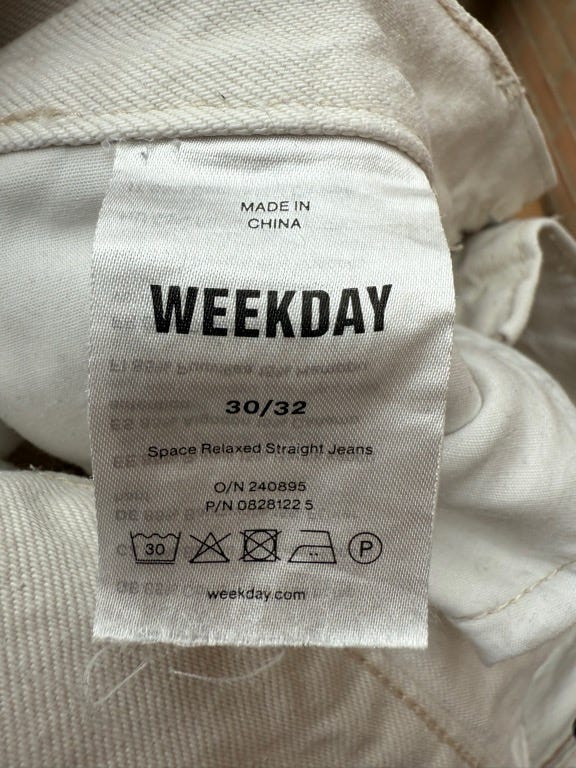 MADE IN
CHINA
WEEKDAY
30/32
Space Relaxed Straight Jeans
O/N 240895
P/N 0828122 5
30 P
weekday.com